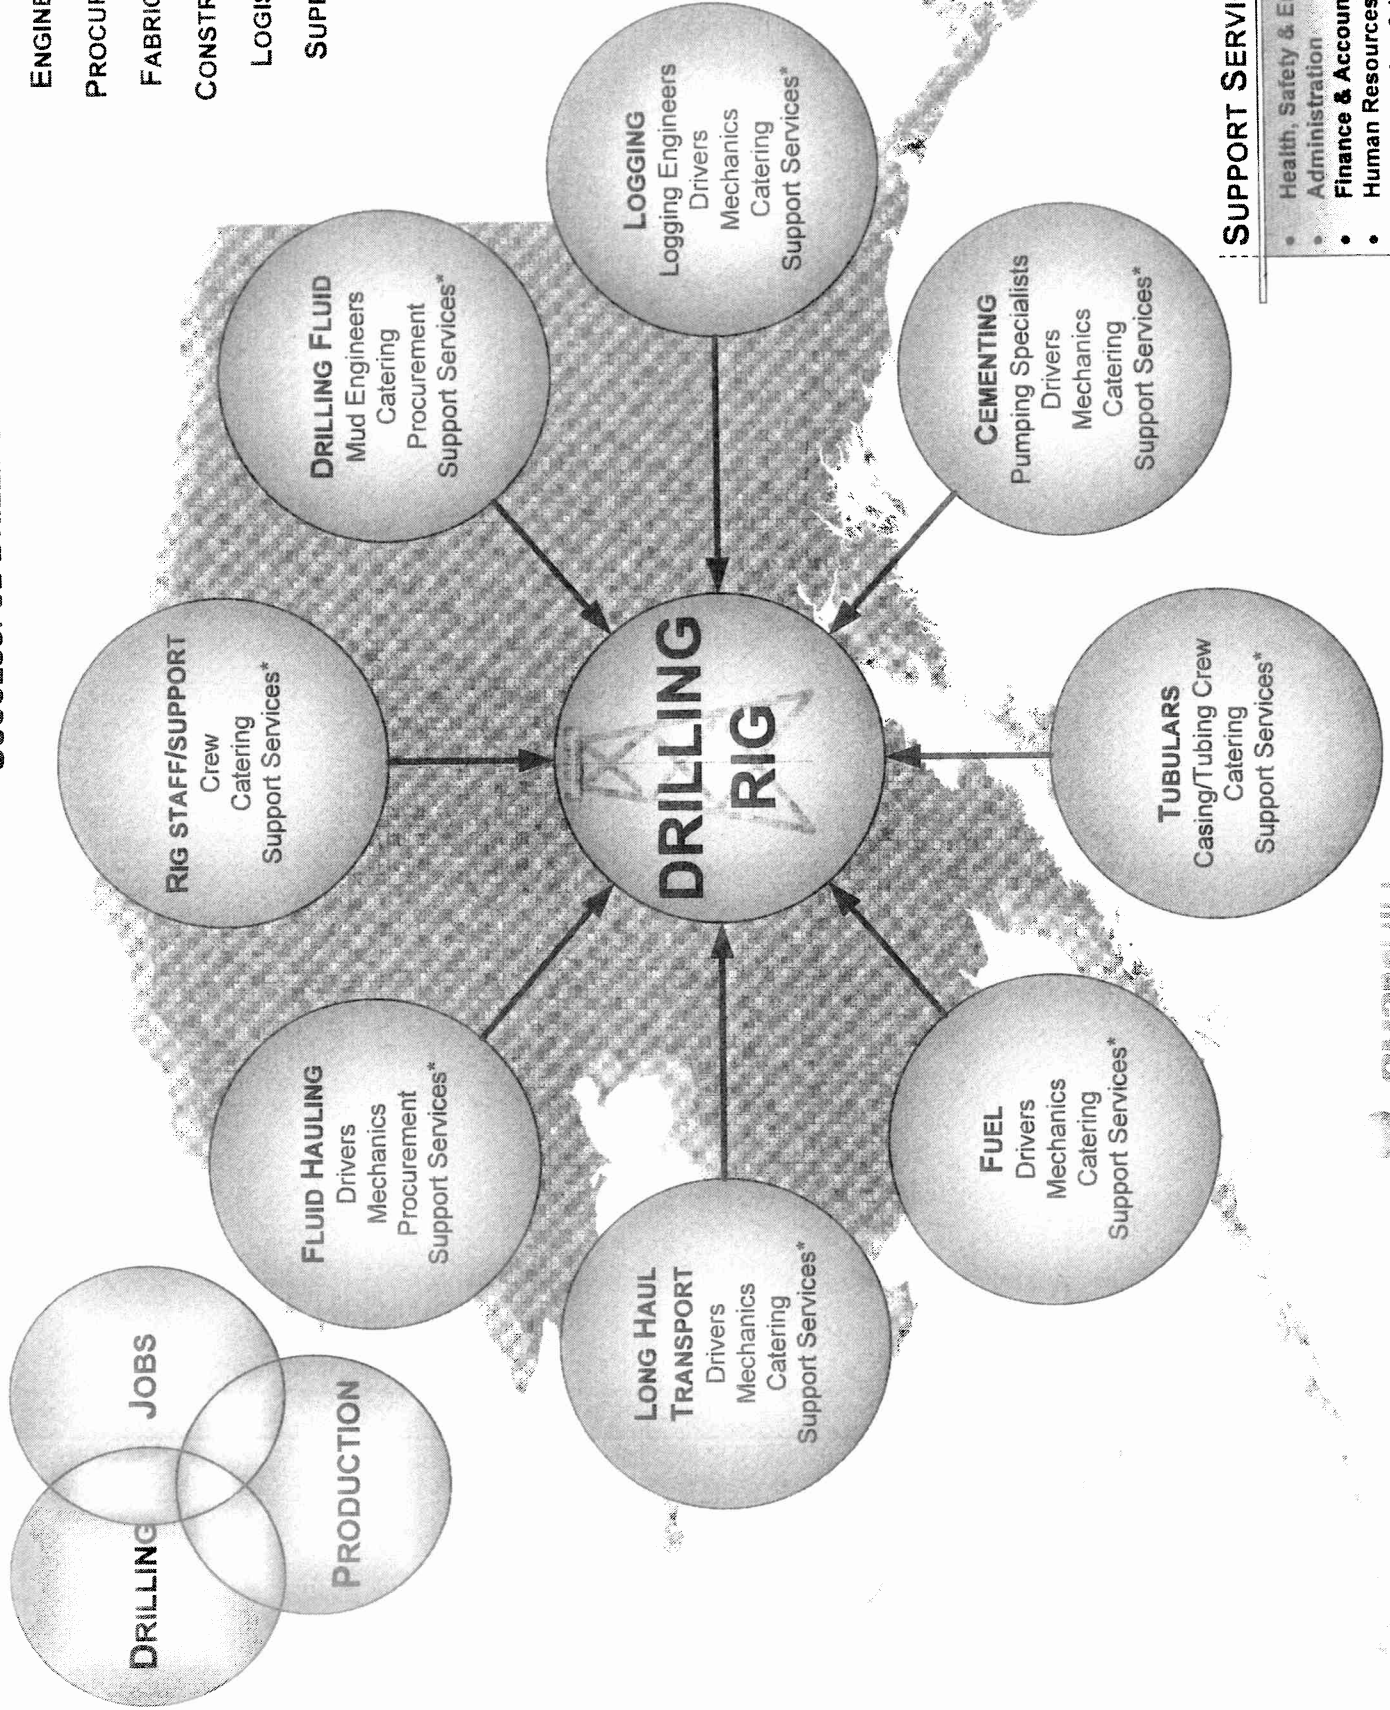 DRILLING
JOBS
PRODUCTION
ENGINE
PROCUR
FABRIC
CONSTR
LOGIS
SUPP
RIG STAFF/SUPPORT
Crew
Catering
Support Services*
FLUID HAULING
Drivers
Mechanics
Procurement
Support Services*
DRILLING FLUID
Mud Engineers
Catering
Procurement
Support Services*
LONG HAUL
TRANSPORT
Drivers
Mechanics
Catering
Support Services*
DRILLING
RIG
LOGGING
Logging Engineers
Drivers
Mechanics
Catering
Support Services*
FUEL
Drivers
Mechanics
Catering
Support Services*
CEMENTING
Pumping Specialists
Drivers
Mechanics
Catering
Support Services*
TUBULARS
Casing/Tubing Crew
Catering
Support Services*
SUPPORT SERVI
• Health, Safety & E
• Administration
• Finance & Accoun
• Human Resources